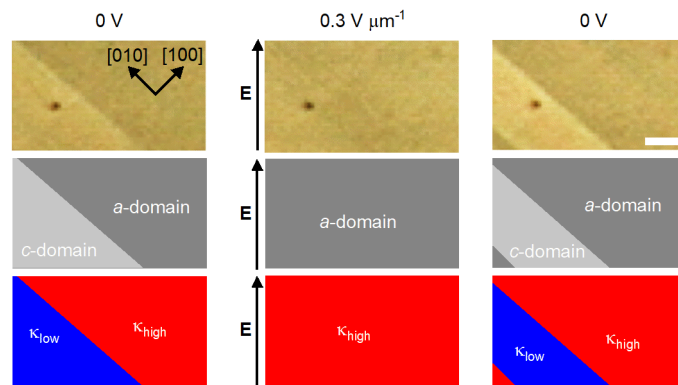 0 V
0.3 V μm⁻¹
0 V
[010] [100]
E
a-domain
c-domain
E
a-domain
a-domain
c-domain
κlow
κhigh
E
κhigh
κlow
κhigh